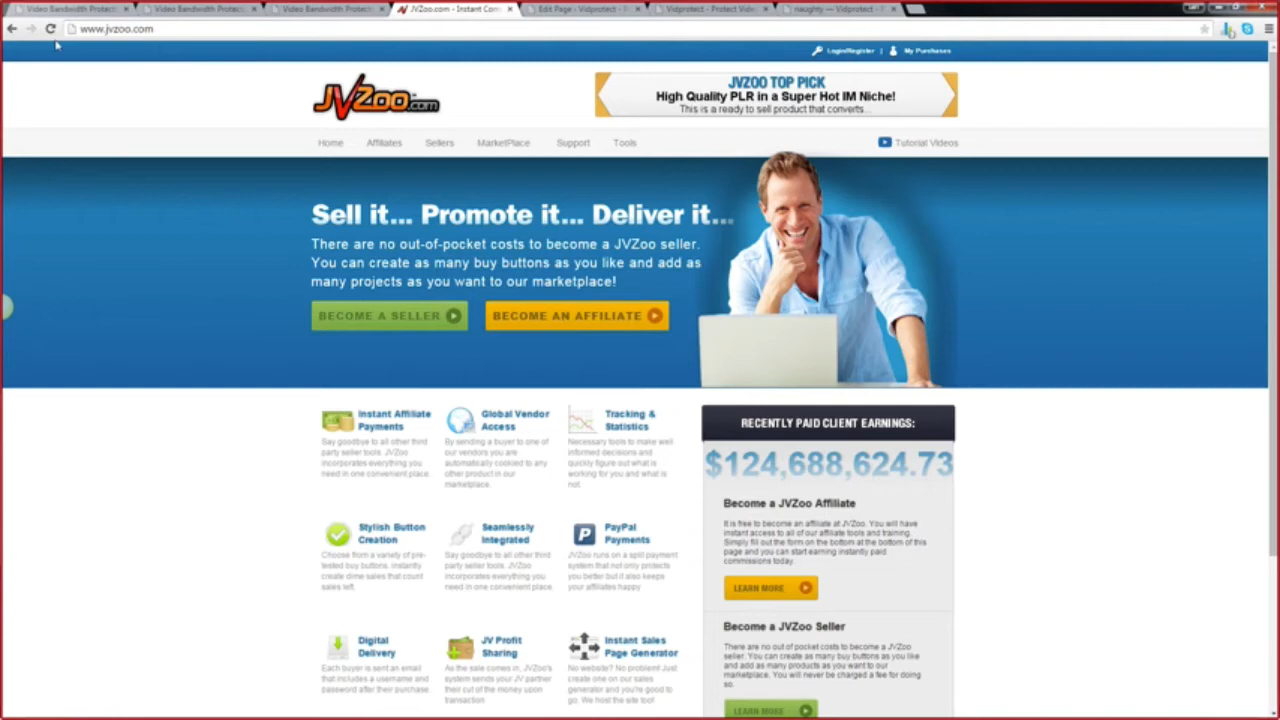 Video Bandwidth Protect
Video Bandwidth Protect
Video Bandwidth Protect
JVZoo.com - Instant Com
Edit Page - Vidprotect - P
Vidprotect - Protect Video
naughty — Vidprotect - P
www.jvzoo.com
Login/Register | My Purchases
JVZoo.com
JVZOO TOP PICK
High Quality PLR in a Super Hot IM Niche!
This is a ready to sell product that converts...
Home Affiliates Sellers MarketPlace Support Tools Tutorial Videos
Sell it... Promote it... Deliver it...
There are no out-of-pocket costs to become a JVZoo seller.
You can create as many buy buttons as you like and add as
many projects as you want to our marketplace!
BECOME A SELLER
BECOME AN AFFILIATE
Instant Affiliate
Payments
Say goodbye to all other third
party seller tools. JVZoo
incorporates everything you
need in one convenient place.
Global Vendor
Access
By sending a buyer to one of
our vendors you are
automatically cookied to any
other product in our
marketplace.
Tracking &
Statistics
Necessary tools to make well
informed decisions and
quickly figure out what is
working for you and what is
not.
Stylish Button
Creation
Choose from a variety of pre-
tested buy buttons. Instantly
create dime sales that count
sales left.
Seamlessly
Integrated
Say goodbye to all other third
party seller tools. JVZoo
incorporates everything you
need in one convenient place.
PayPal
Payments
JVZoo runs on a split payment
system that not only protects
you better but it also keeps
your affiliates happy
Digital
Delivery
Each buyer is sent an email
that includes a username and
password after their purchase.
JV Profit
Sharing
As the sale comes in, JVZoo's
system sends your JV partner
their cut of the money upon
transaction
Instant Sales
Page Generator
No website? No problem! Just
create one on our sales
generator and you're good to
go. We host the site too!
RECENTLY PAID CLIENT EARNINGS:
$124,688,624.73
Become a JVZoo Affiliate
It is free to become an affiliate at JVZoo. You will have
instant access to all of our affiliate tools and training.
Simply fill out the form on the bottom at the bottom of this
page and you can start earning instantly paid
commissions today.
LEARN MORE
Become a JVZoo Seller
There are no out of pocket costs to become a JVZoo
seller. You can create as many buy buttons as you like
and add as many products as you want to our
marketplace. You will never be charged a fee for doing
so.
LEARN MORE